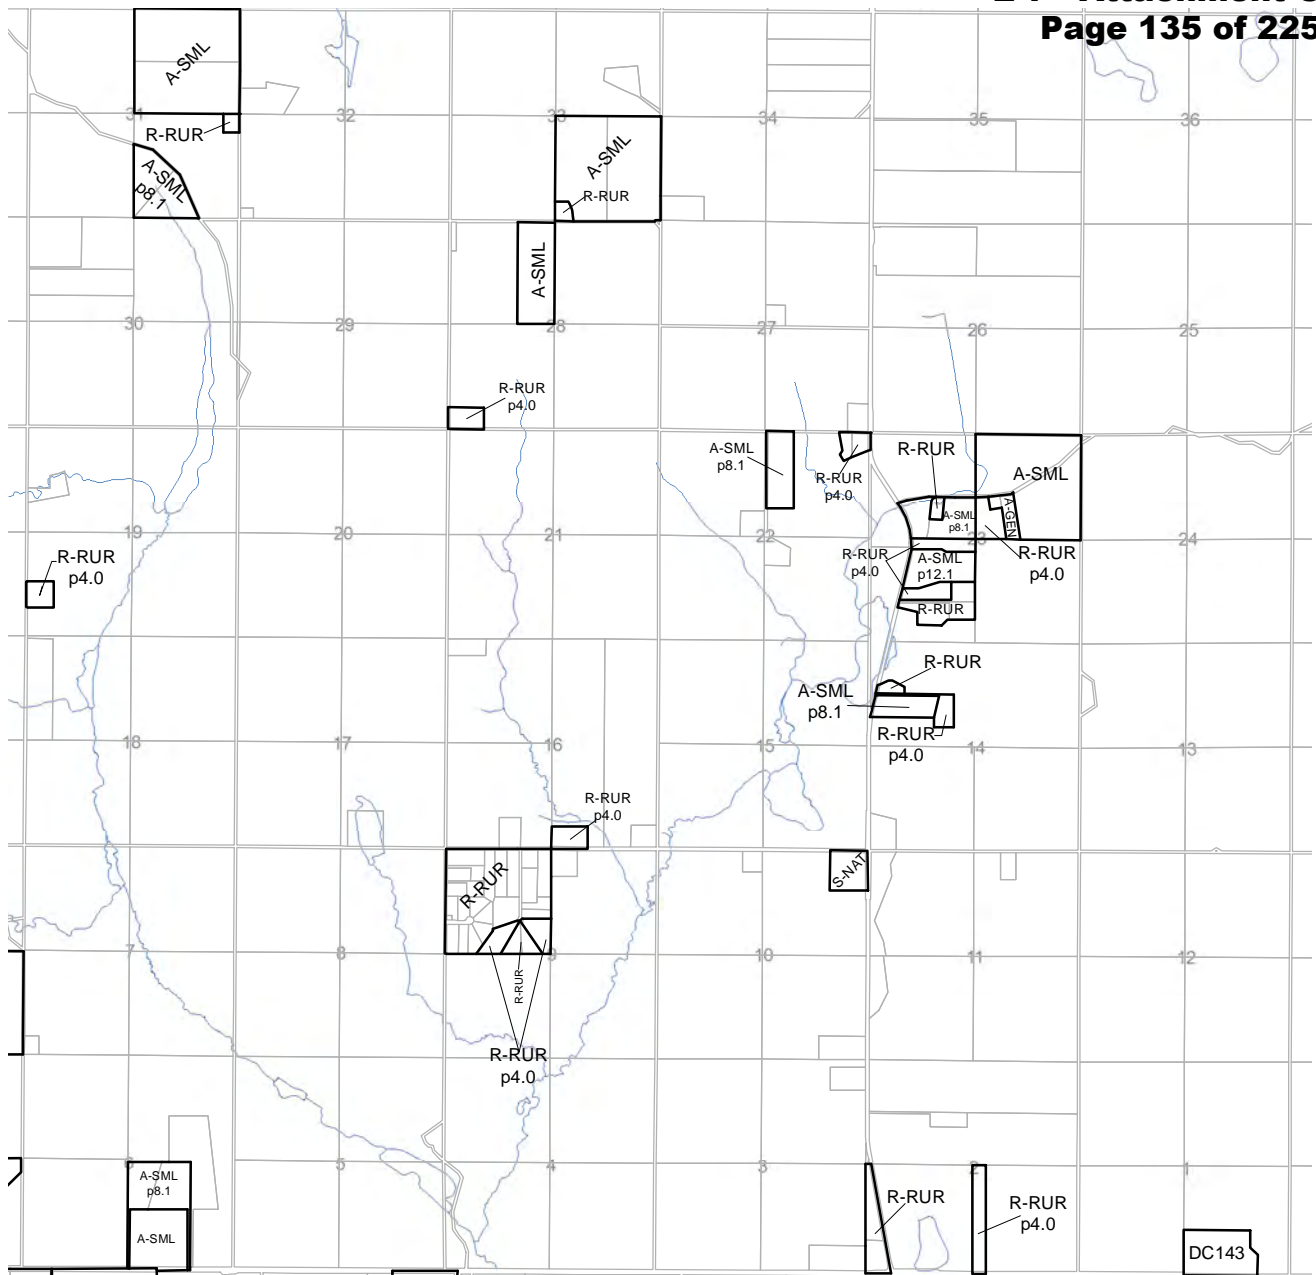 Page 135 of 225
A-SML
31
32
33
34
35
36
R-RUR
A-SML
p8.1
A-SML
R-RUR
A-SML
30
29
28
27
26
25
R-RUR
p4.0
A-SML
p8.1
R-RUR
p4.0
R-RUR
A-SML
A-SML
p8.1
A-GEN
19
21
22
23
24
R-RUR
p4.0
R-RUR
p4.0
A-SML
p12.1
R-RUR
p4.0
R-RUR
R-RUR
A-SML
p8.1
R-RUR
p4.0
18
17
16
15
14
13
R-RUR
p4.0
R-RUR
S-NAT
7
8
9
10
11
12
R-RUR
R-RUR
p4.0
6
5
4
3
2
1
A-SML
p8.1
A-SML
R-RUR
R-RUR
p4.0
DC143